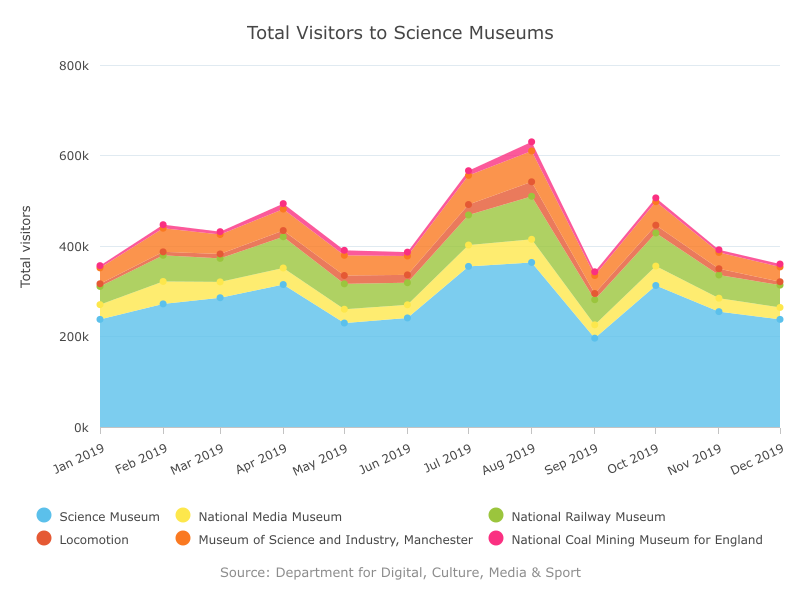 Total Visitors to Science Museums
Total visitors
800k
600k
400k
200k
0k
Jan 2019
Feb 2019
Mar 2019
Apr 2019
May 2019
Jun 2019
Jul 2019
Aug 2019
Sep 2019
Oct 2019
Nov 2019
Dec 2019
Science Museum
National Media Museum
National Railway Museum
Locomotion
Museum of Science and Industry, Manchester
National Coal Mining Museum for England
Source: Department for Digital, Culture, Media & Sport